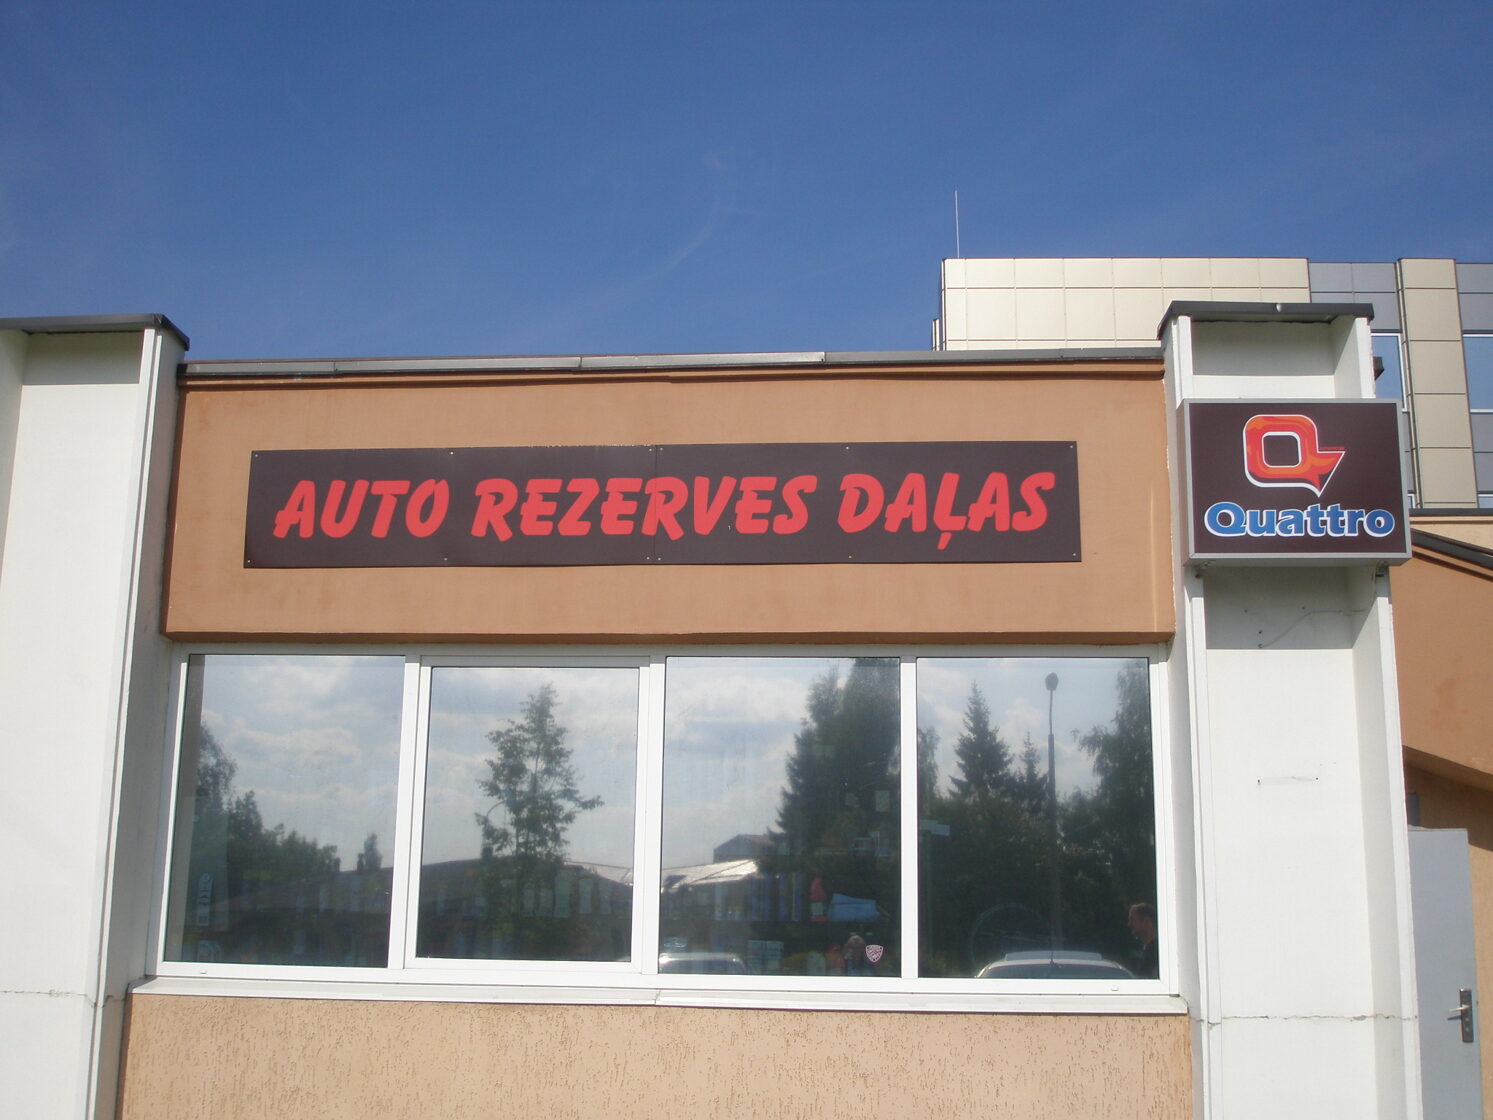 AUTO REZERVES DAĻAS
Q
Quattro